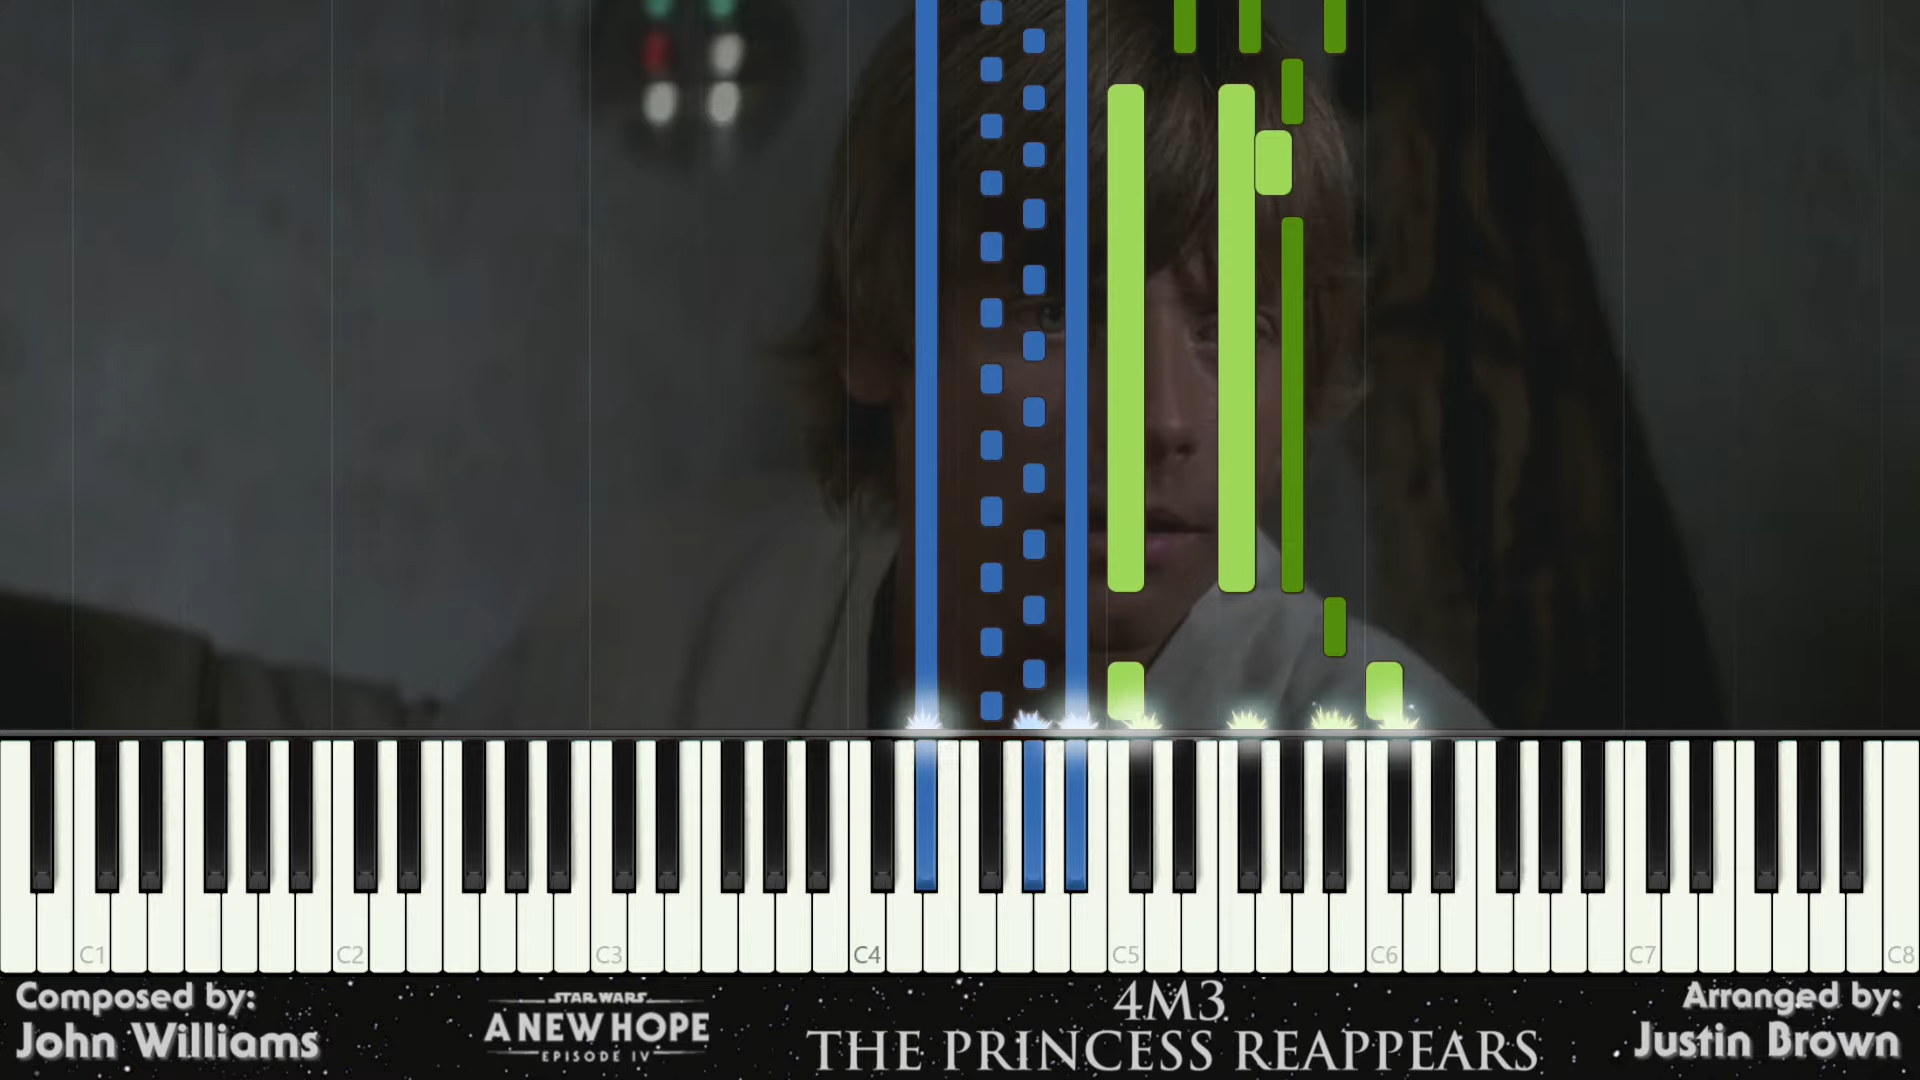 C1 C2 C3 C4 C5 C6 C7 C8
Composed by:
John Williams
STAR WARS
A NEW HOPE
EPISODE IV
4M3
THE PRINCESS REAPPEARS
Arranged by:
Justin Brown